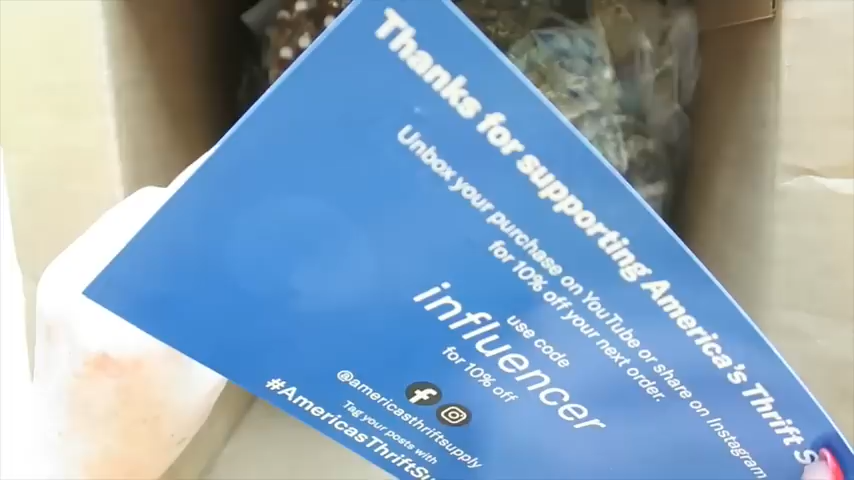 Thanks for supporting America's Thrift S
Unbox your purchase on YouTube or share on Instagram
for 10% off your next order.
use code
influencer
for 10% off
@americasthriftsupply
Tag your posts with
#AmericasThriftSu